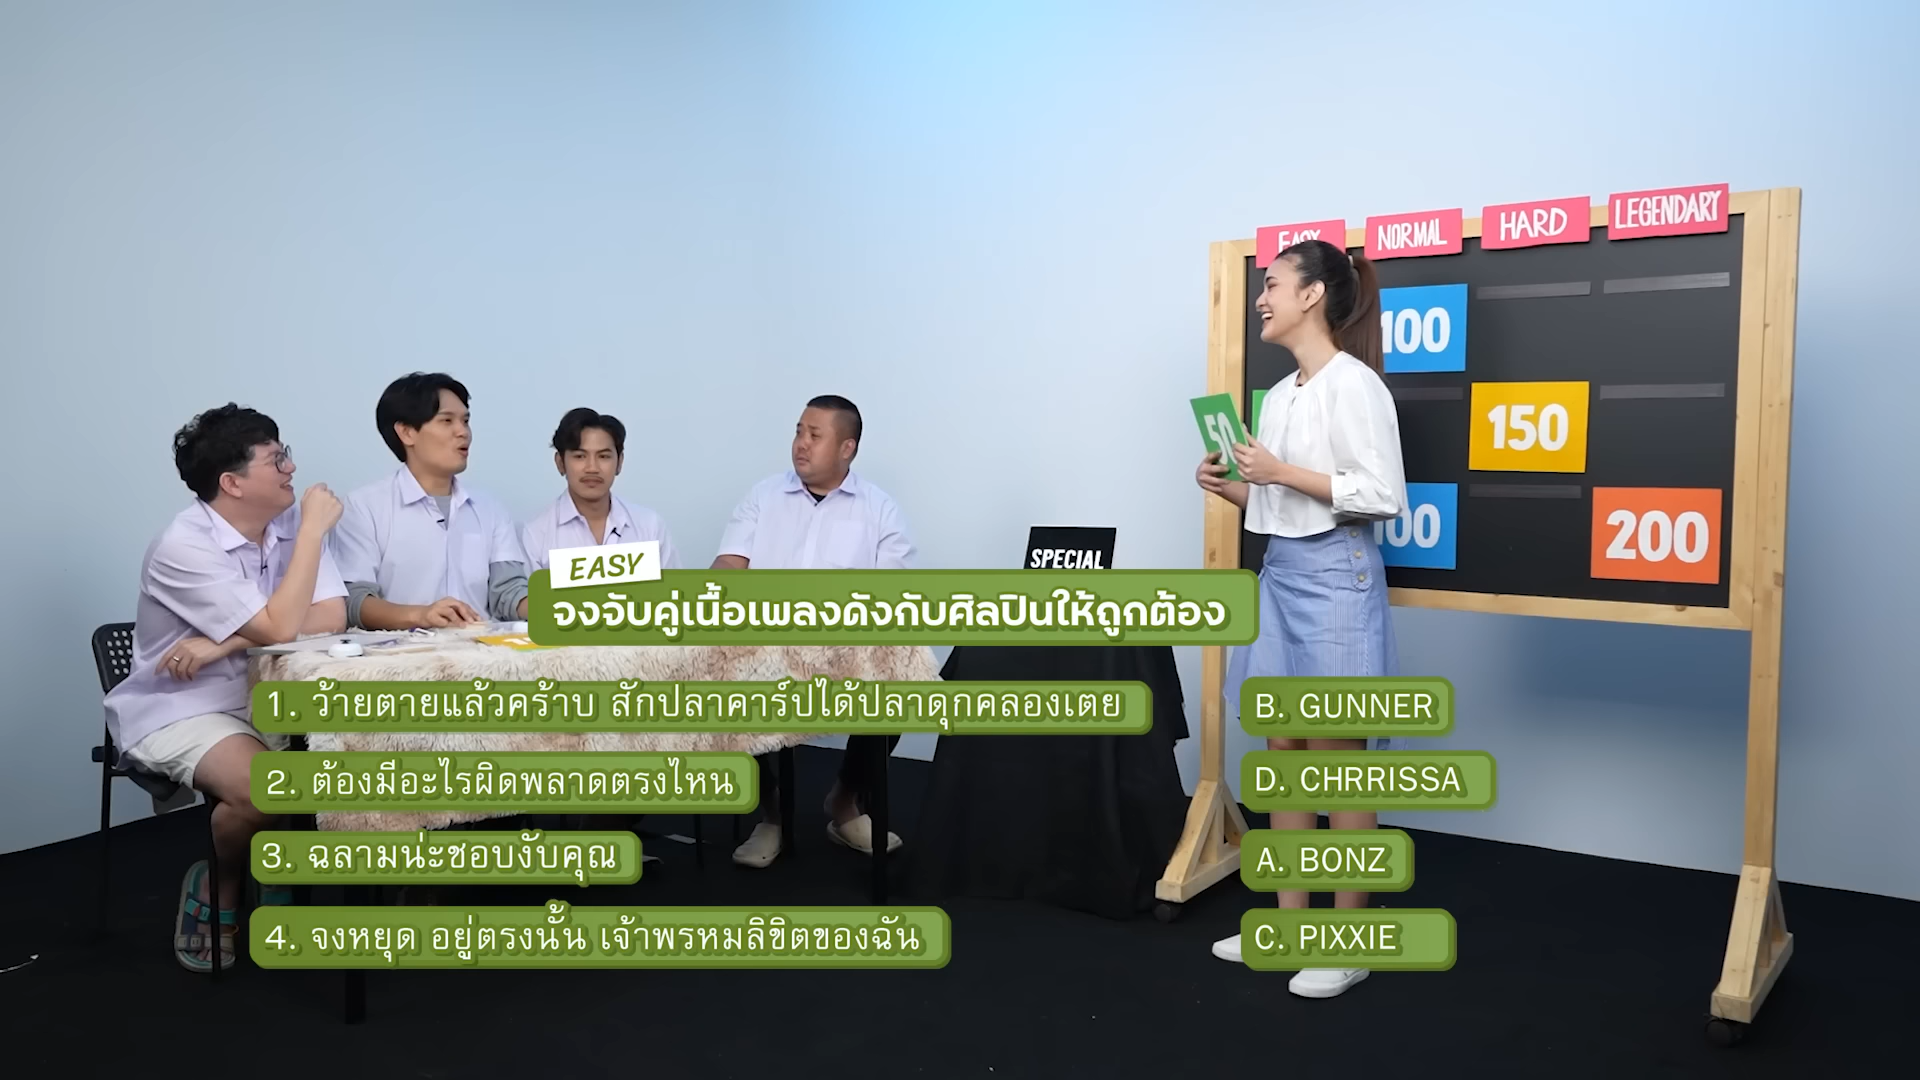 EASY
NORMAL
HARD
LEGENDARY
100
150
50
100
200
SPECIAL
EASY
จงจับคู่เนื้อเพลงดังกับศิลปินให้ถูกต้อง
1. ว้ายตายแล้วคร้าบ สักปลาคาร์ปได้ปลาดุกคลองเตย
B. GUNNER
2. ต้องมีอะไรผิดพลาดตรงไหน
D. CHRRISSA
3. ฉลามน่ะชอบงับคุณ
A. BONZ
4. จงหยุด อยู่ตรงนั้น เจ้าพรหมลิขิตของฉัน
C. PIXXIE